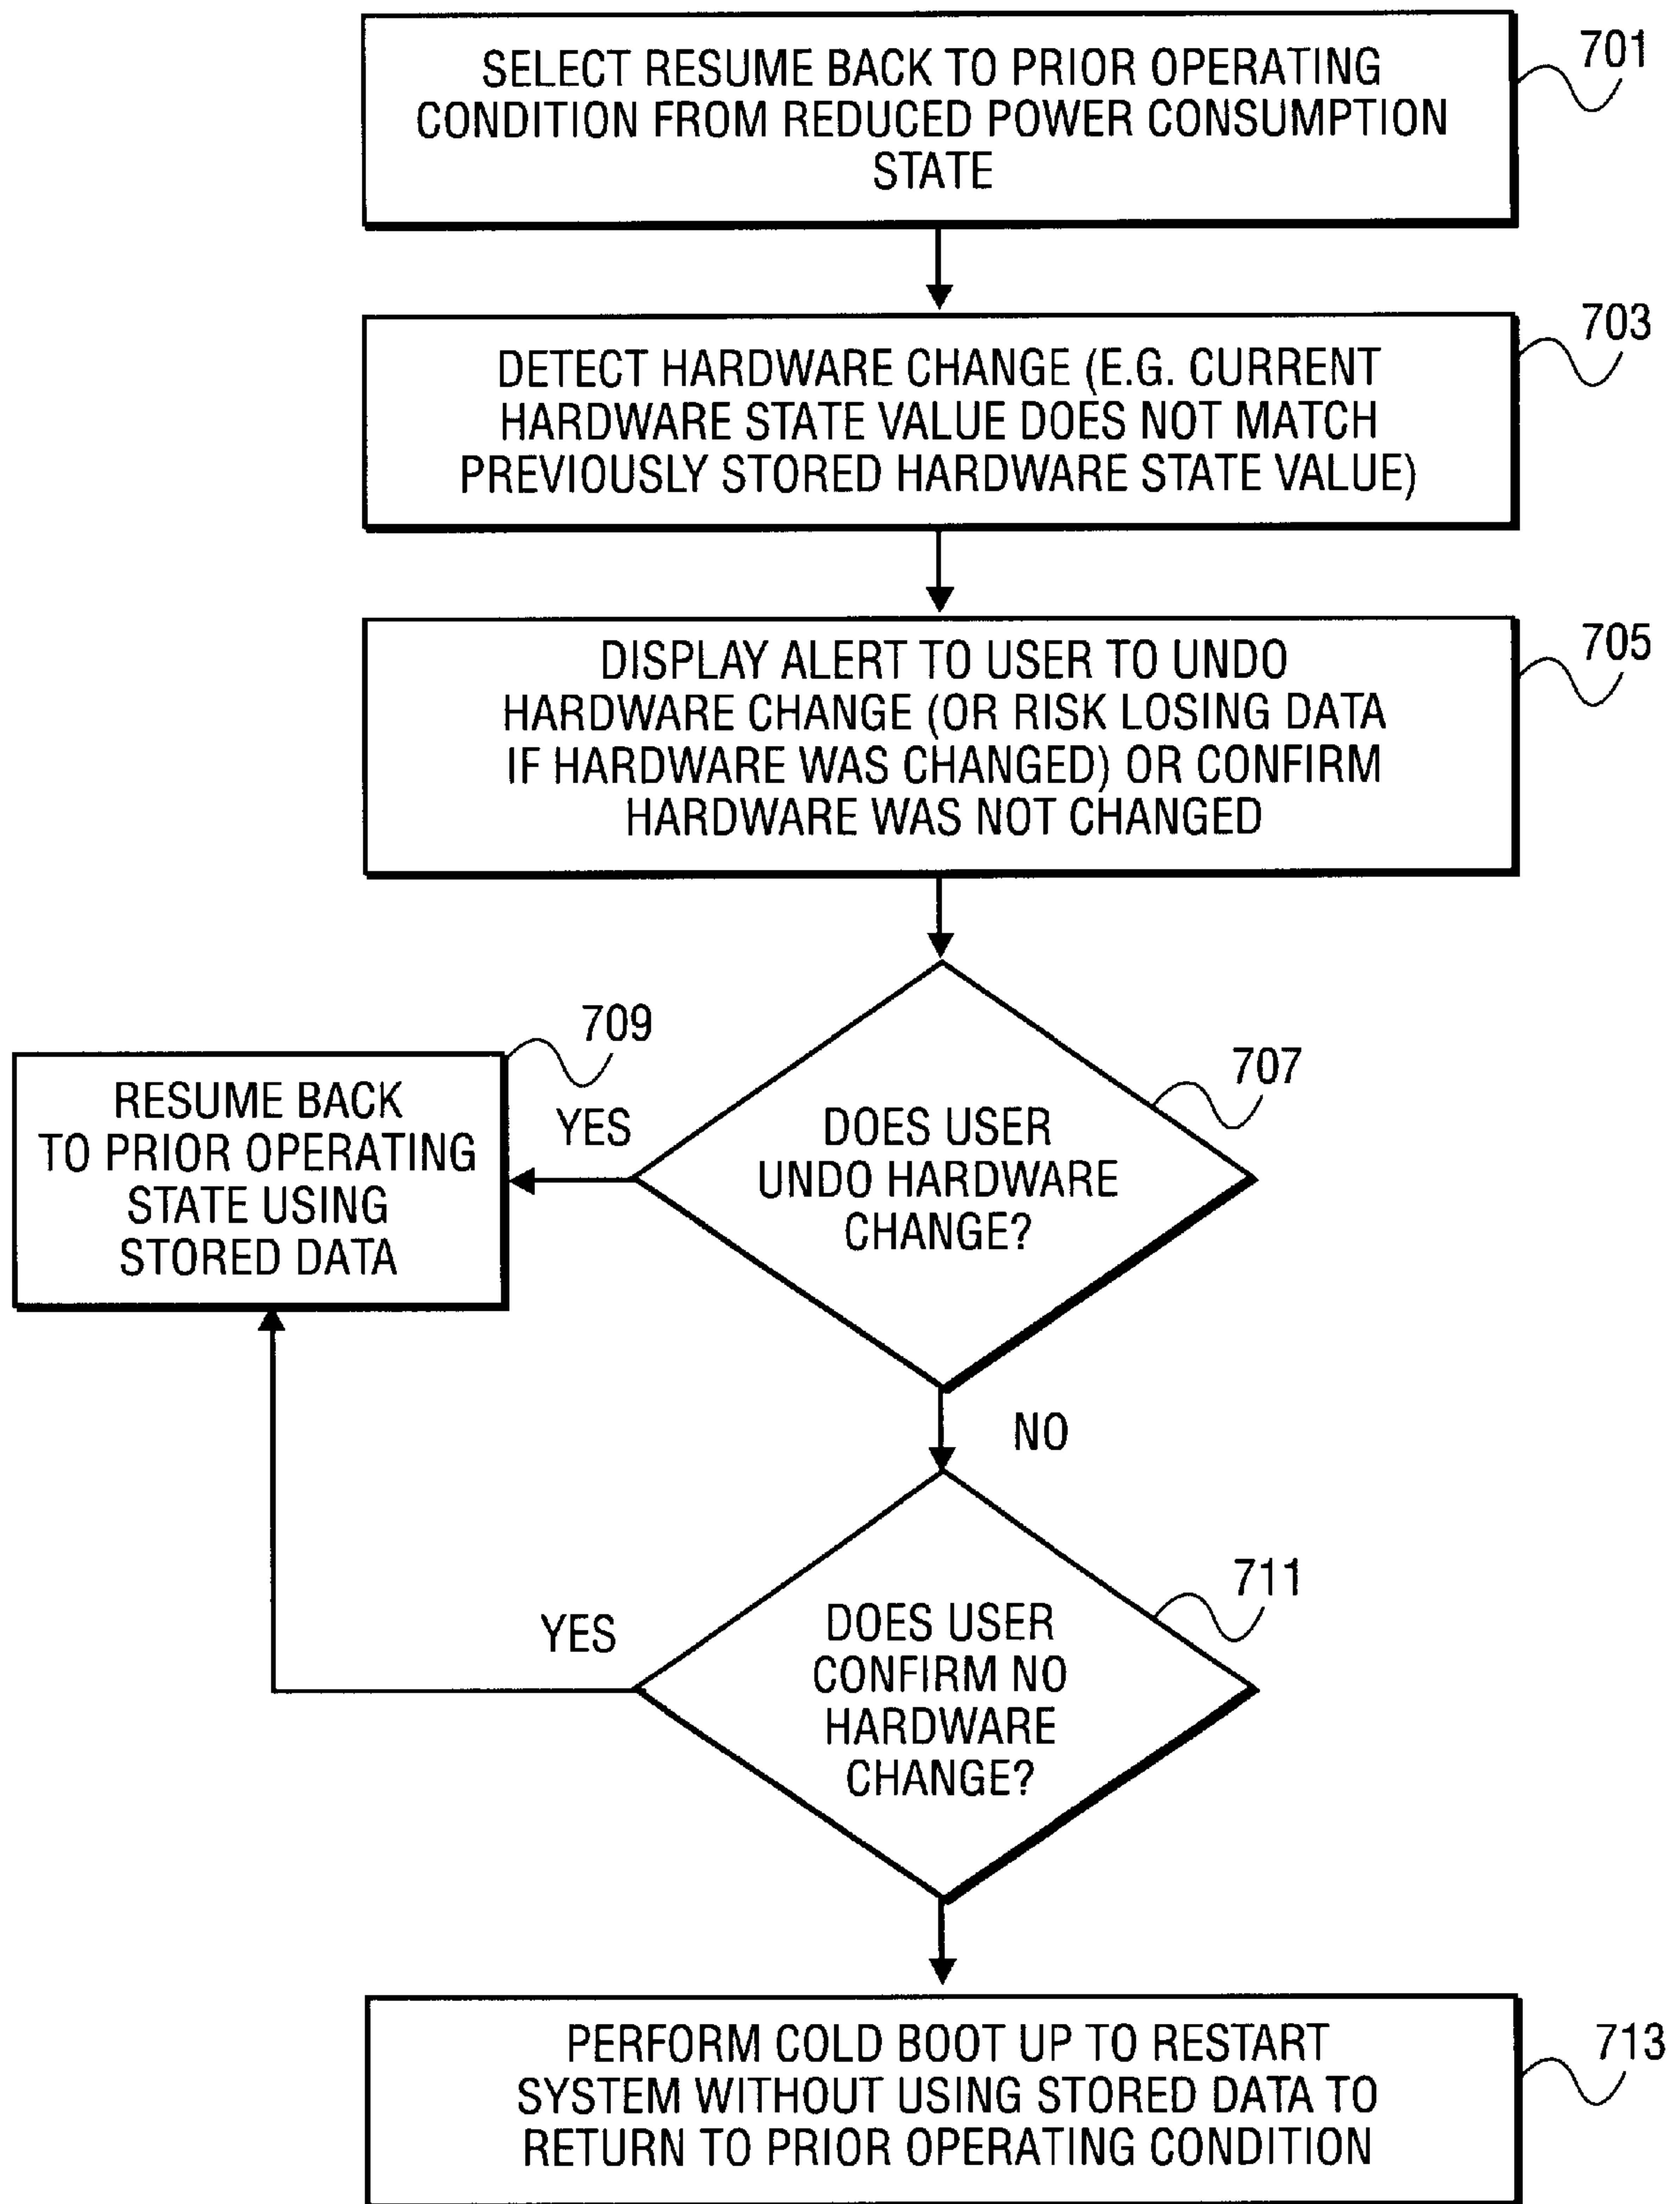 701
SELECT RESUME BACK TO PRIOR OPERATING
CONDITION FROM REDUCED POWER CONSUMPTION
STATE
703
DETECT HARDWARE CHANGE (E.G. CURRENT
HARDWARE STATE VALUE DOES NOT MATCH
PREVIOUSLY STORED HARDWARE STATE VALUE)
705
DISPLAY ALERT TO USER TO UNDO
HARDWARE CHANGE (OR RISK LOSING DATA
IF HARDWARE WAS CHANGED) OR CONFIRM
HARDWARE WAS NOT CHANGED
709
RESUME BACK
TO PRIOR OPERATING
STATE USING
STORED DATA
YES
707
DOES USER
UNDO HARDWARE
CHANGE?
NO
YES
711
DOES USER
CONFIRM NO
HARDWARE
CHANGE?
713
PERFORM COLD BOOT UP TO RESTART
SYSTEM WITHOUT USING STORED DATA TO
RETURN TO PRIOR OPERATING CONDITION